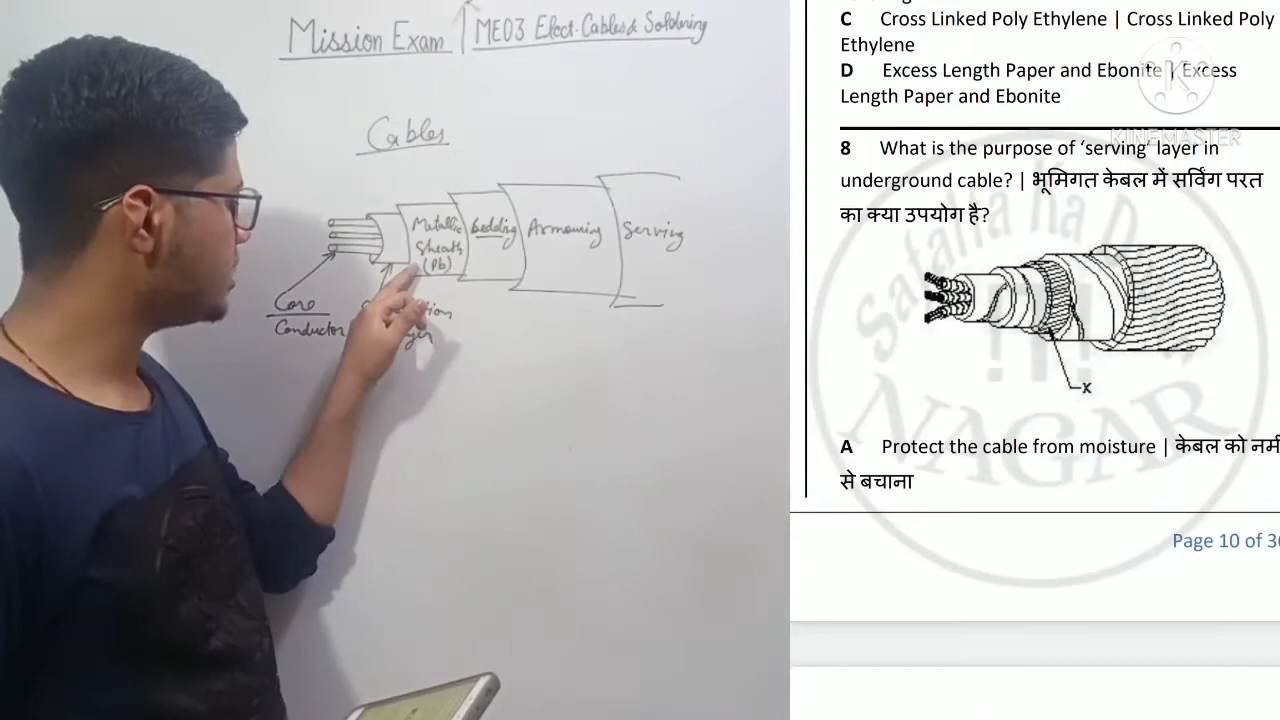 Mission Exam
ME03 Elect. Cables & Soldering
Cables
Metallic
Sheath
(Pb)
bedding
Armouring
Serving
Core
Conductor
C Cross Linked Poly Ethylene | Cross Linked Poly
Ethylene
D Excess Length Paper and Ebonite | Excess
Length Paper and Ebonite
KINEMASTER
8 What is the purpose of ‘serving’ layer in
underground cable? | भूमिगत केबल में सर्विंग परत
का क्या उपयोग है?
X
A Protect the cable from moisture | केबल को नमी
से बचाना
NAGAR
Page 10 of